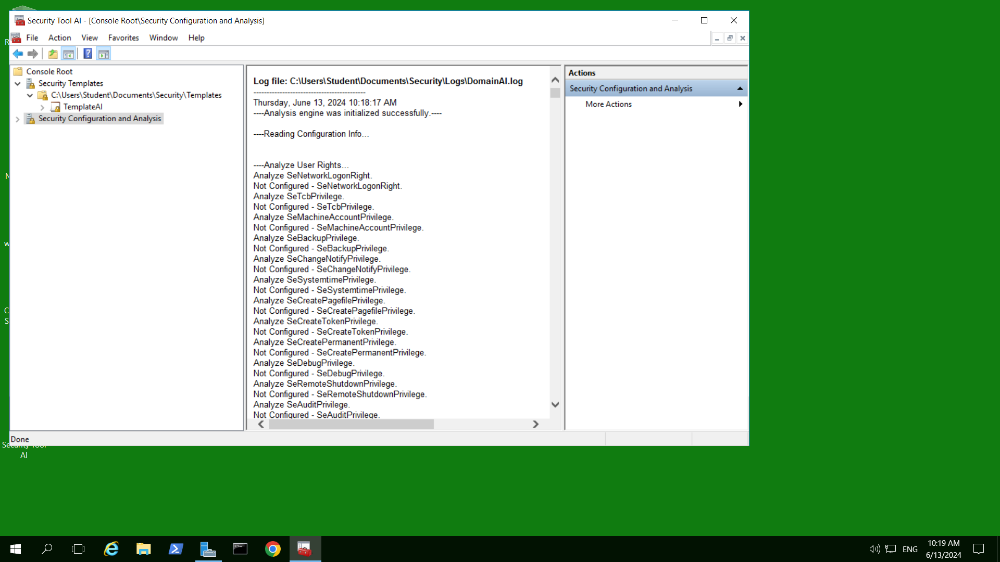 Security Tool AI - [Console Root\Security Configuration and Analysis]
File Action View Favorites Window Help
Console Root
Security Templates
C:\Users\Student\Documents\Security\Templates
TemplateAI
Security Configuration and Analysis
Log file: C:\Users\Student\Documents\Security\Logs\DomainAI.log
-------------------------------------------
Thursday, June 13, 2024 10:18:17 AM
----Analysis engine was initialized successfully.----
----Reading Configuration Info...
----Analyze User Rights...
Analyze SeNetworkLogonRight.
Not Configured - SeNetworkLogonRight.
Analyze SeTcbPrivilege.
Not Configured - SeTcbPrivilege.
Analyze SeMachineAccountPrivilege.
Not Configured - SeMachineAccountPrivilege.
Analyze SeBackupPrivilege.
Not Configured - SeBackupPrivilege.
Analyze SeChangeNotifyPrivilege.
Not Configured - SeChangeNotifyPrivilege.
Analyze SeSystemtimePrivilege.
Not Configured - SeSystemtimePrivilege.
Analyze SeCreatePagefilePrivilege.
Not Configured - SeCreatePagefilePrivilege.
Analyze SeCreateTokenPrivilege.
Not Configured - SeCreateTokenPrivilege.
Analyze SeCreatePermanentPrivilege.
Not Configured - SeCreatePermanentPrivilege.
Analyze SeDebugPrivilege.
Not Configured - SeDebugPrivilege.
Analyze SeRemoteShutdownPrivilege.
Not Configured - SeRemoteShutdownPrivilege.
Analyze SeAuditPrivilege.
Not Configured - SeAuditPrivilege.
Actions
Security Configuration and Analysis
More Actions
Done
Security Tool
AI
ENG
10:19 AM
6/13/2024